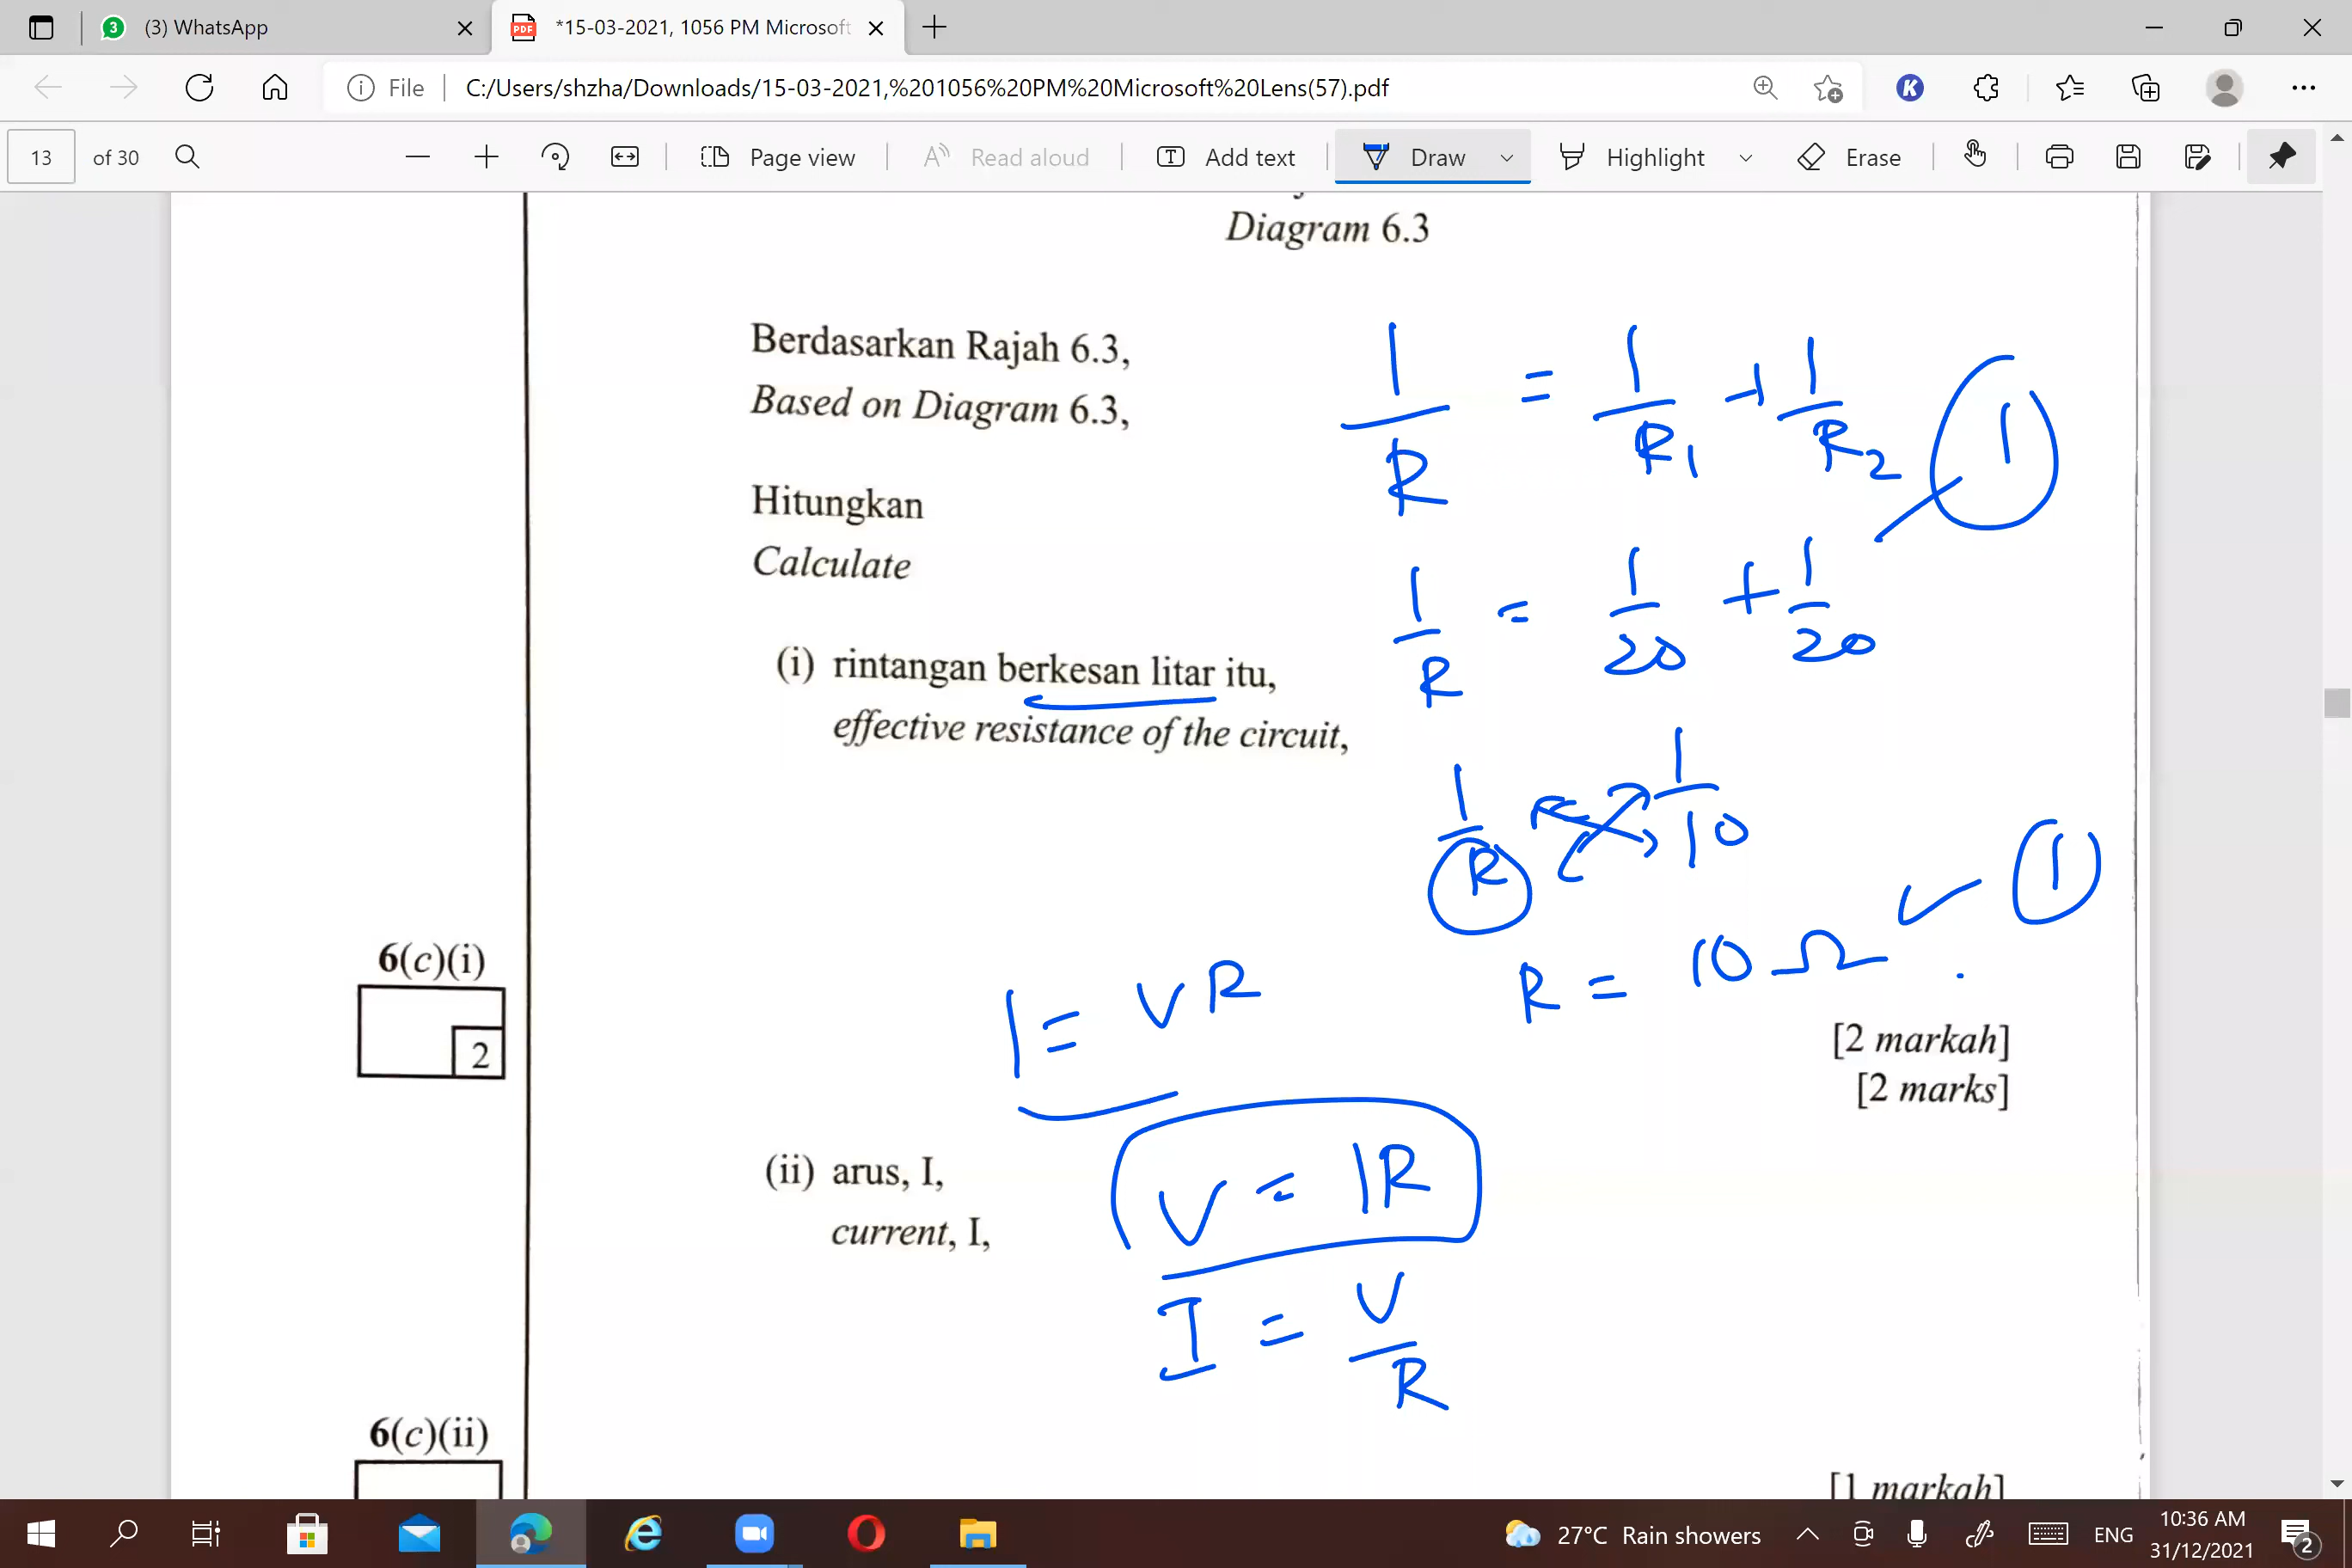 (3) WhatsApp
*15-03-2021, 1056 PM Microsoft
File
C:/Users/shzha/Downloads/15-03-2021,%201056%20PM%20Microsoft%20Lens(57).pdf
13 of 30
Page view
Read aloud
Add text
Draw
Highlight
Erase
Diagram 6.3
Berdasarkan Rajah 6.3,
Based on Diagram 6.3,
1/R = 1/R1 + 1/R2 1
Hitungkan
Calculate
1/R = 1/20 + 1/20
(i) rintangan berkesan litar itu,
effective resistance of the circuit,
1/R 1/10
1
R = 10 Ω
6(c)(i)
2
I = VR
[2 markah]
[2 marks]
(ii) arus, I,
current, I,
V = IR
I = V/R
6(c)(ii)
[1 markah]
27°C Rain showers
ENG
10:36 AM
31/12/2021
2